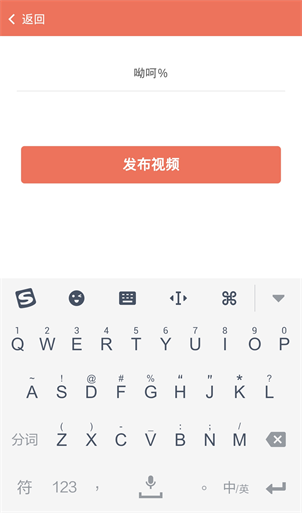 返回
呦呵%
发布视频
1 2 3 4 5 6 7 8 9 0
Q W E R T Y U I O P
~ ! @ # % “ ” * ?
A S D F G H J K L
( ) - _ : ; /
分词 Z X C V B N M
符 123 ， 。 中/英